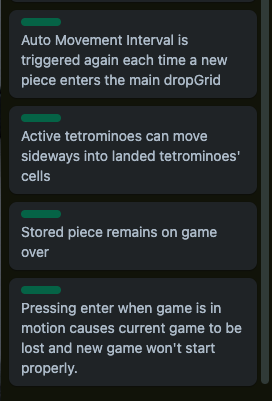 Auto Movement Interval is
triggered again each time a new
piece enters the main dropGrid
Active tetrominoes can move
sideways into landed tetrominoes'
cells
Stored piece remains on game
over
Pressing enter when game is in
motion causes current game to be
lost and new game won't start
properly.